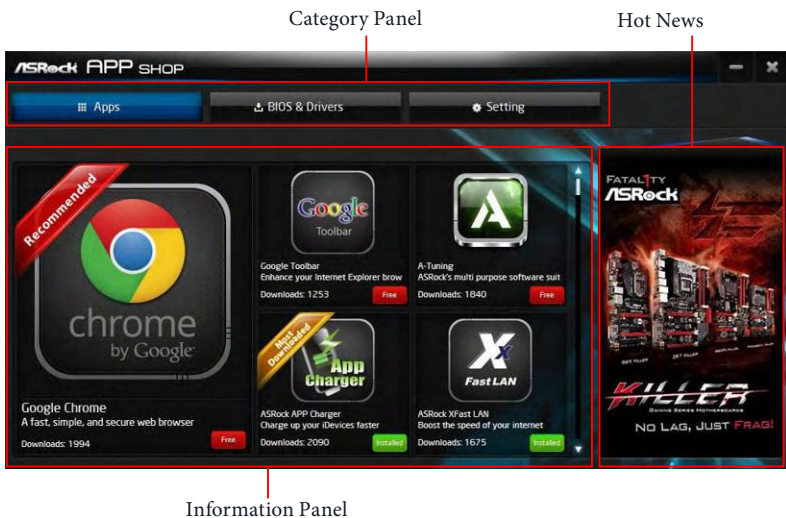 Category Panel
Hot News
ASRock APP SHOP
Apps
BIOS & Drivers
Setting
Recommended
chrome
by Google
Google Chrome
A fast, simple, and secure web browser
Downloads: 1994
Free
Google
Toolbar
Google Toolbar
Enhance your Internet Explorer brow
Downloads: 1253
Free
A
A-Tuning
ASRock's multi purpose software suit
Downloads: 1840
Free
Most
Downloaded
App
Charger
ASRock APP Charger
Charge up your iDevices faster
Downloads: 2090
Installed
X
Fast LAN
ASRock XFast LAN
Boost the speed of your internet
Downloads: 1675
Installed
FATAL1TY
ASRock
KILLER
GAMING SERIES MOTHERBOARDS
NO LAG, JUST FRAG!
Information Panel